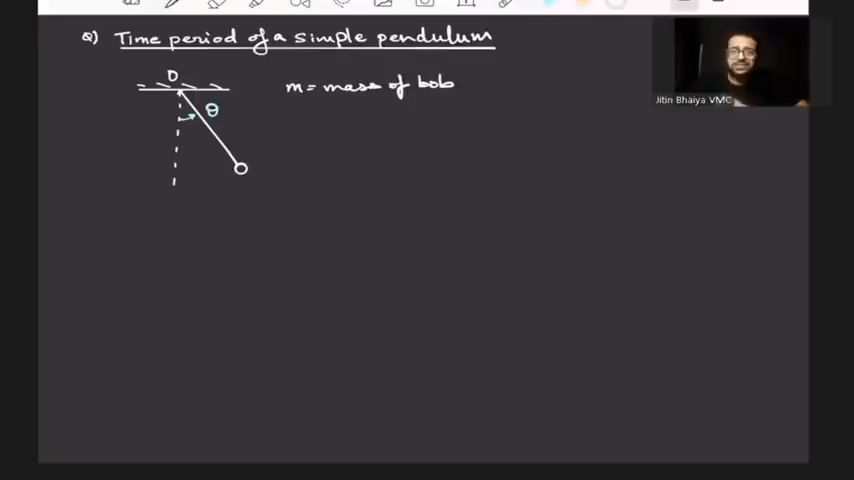 Q) Time period of a simple pendulum
O
m = mass of bob
θ
Jitin Bhaiya VMC